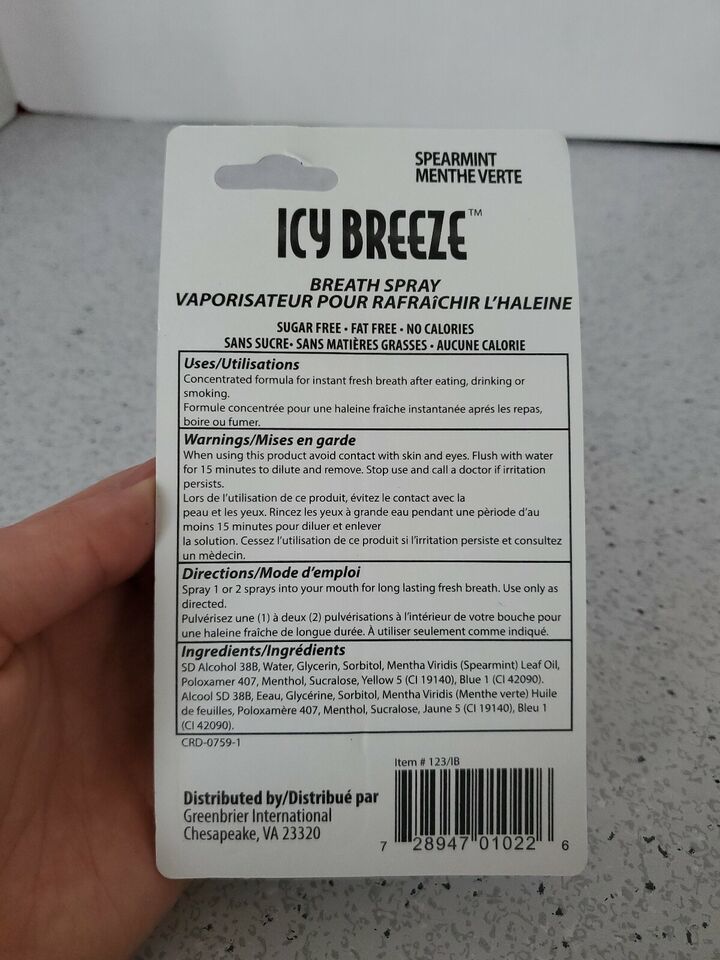 SPEARMINT
MENTHE VERTE
ICY BREEZE™
BREATH SPRAY
VAPORISATEUR POUR RAFRAîCHIR L'HALEINE
SUGAR FREE • FAT FREE • NO CALORIES
SANS SUCRE• SANS MATIÈRES GRASSES • AUCUNE CALORIE
Uses/Utilisations
Concentrated formula for instant fresh breath after eating, drinking or
smoking.
Formule concentrée pour une haleine fraîche instantanée aprés les repas,
boire ou fumer.
Warnings/Mises en garde
When using this product avoid contact with skin and eyes. Flush with water
for 15 minutes to dilute and remove. Stop use and call a doctor if irritation
persists.
Lors de l'utilisation de ce produit, évitez le contact avec la
peau et les yeux. Rincez les yeux à grande eau pendant une pèriode d'au
moins 15 minutes pour diluer et enlever
la solution. Cessez l'utilisation de ce produit si l'irritation persiste et consultez
un mèdecin.
Directions/Mode d'emploi
Spray 1 or 2 sprays into your mouth for long lasting fresh breath. Use only as
directed.
Pulvérisez une (1) à deux (2) pulvérisations à l'intérieur de votre bouche pour
une haleine fraîche de longue durée. À utiliser seulement comme indiqué.
Ingredients/Ingrédients
SD Alcohol 38B, Water, Glycerin, Sorbitol, Mentha Viridis (Spearmint) Leaf Oil,
Poloxamer 407, Menthol, Sucralose, Yellow 5 (CI 19140), Blue 1 (CI 42090).
Alcool SD 38B, Eeau, Glycérine, Sorbitol, Mentha Viridis (Menthe verte) Huile
de feuilles, Poloxamère 407, Menthol, Sucralose, Jaune 5 (CI 19140), Bleu 1
(CI 42090).
CRD-0759-1
Item # 123/IB
Distributed by/Distribué par
Greenbrier International
Chesapeake, VA 23320
7 28947 01022 6